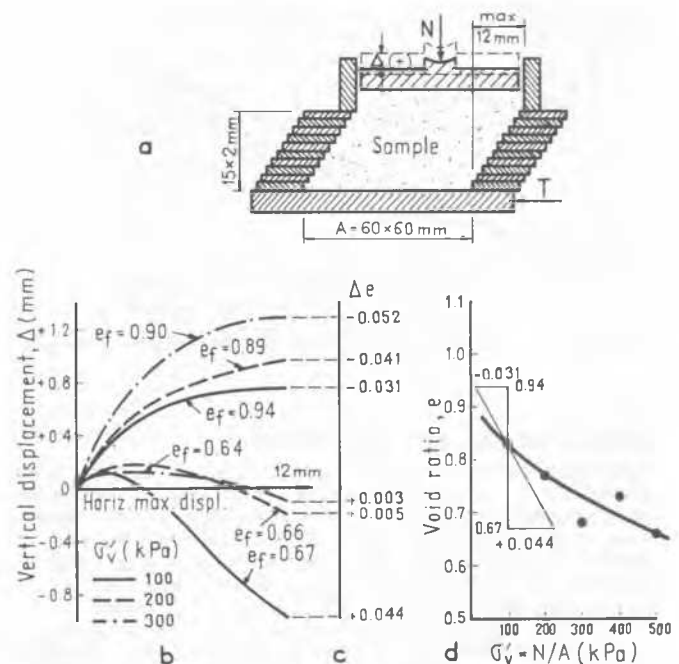 N
max
12 mm
Δ
(+)
a
15×2mm
Sample
T
A = 60×60 mm
Vertical displacement, Δ (mm)
+1.2
+0.8
+0.4
0
-0.4
-0.8
e_f = 0.90
e_f = 0.89
e_f = 0.94
e_f = 0.64
12 mm
Horiz. max. displ.
e_f = 0.66
e_f = 0.67
σ'_v (kPa)
100
200
300
b
Δe
-0.052
-0.041
-0.031
+0.003
+0.005
+0.044
c
Void ratio, e
1.1
1.0
0.9
0.8
0.7
0.6
0.5
-0.031
0.94
0.67
+0.044
100 200 300 400 500
d
σ'_v = N/A (kPa)